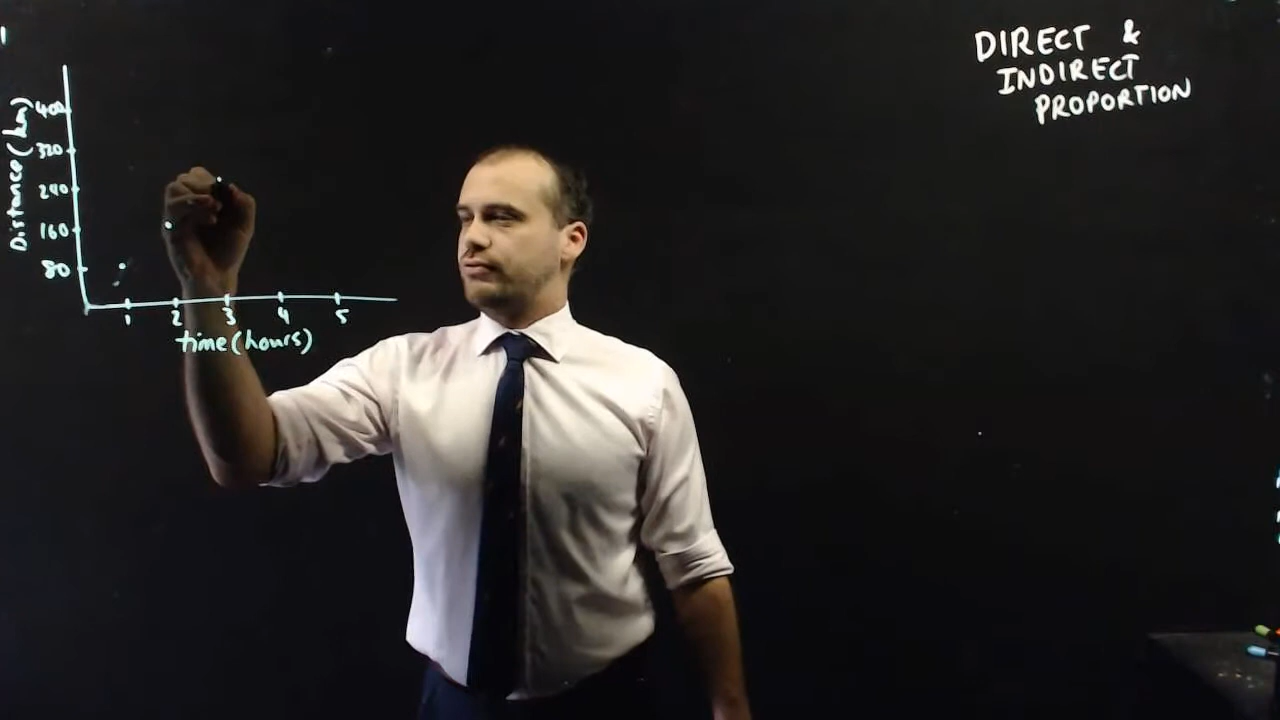 DIRECT &
INDIRECT
PROPORTION
Distance (km)
400
320
240
160
80
1 2 3 4 5
time (hours)